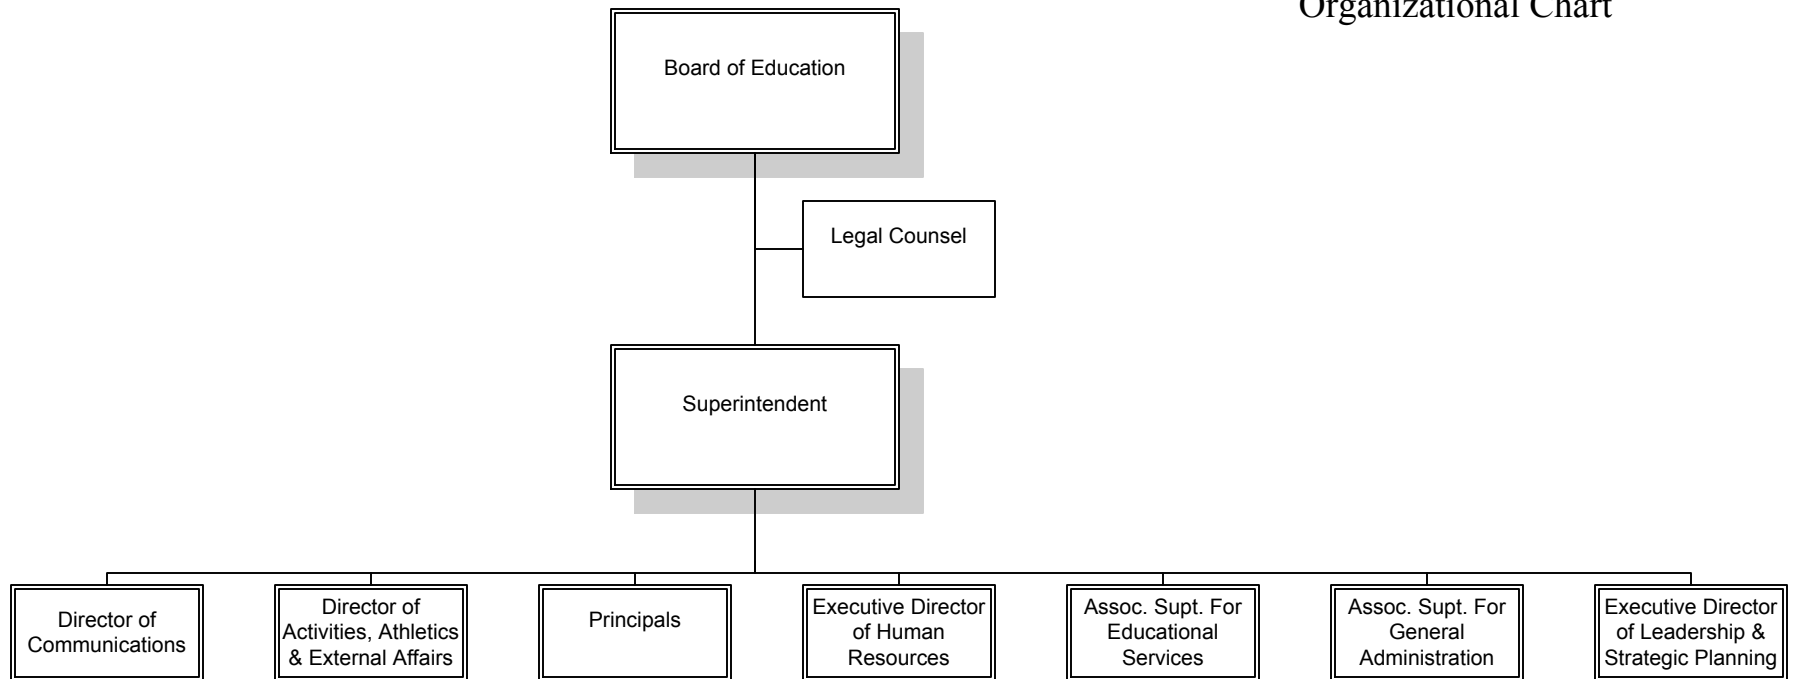 Organizational Chart
Board of Education
Legal Counsel
Superintendent
Director of
Communications
Director of
Activities, Athletics
& External Affairs
Principals
Executive Director
of Human
Resources
Assoc. Supt. For
Educational
Services
Assoc. Supt. For
General
Administration
Executive Director
of Leadership &
Strategic Planning